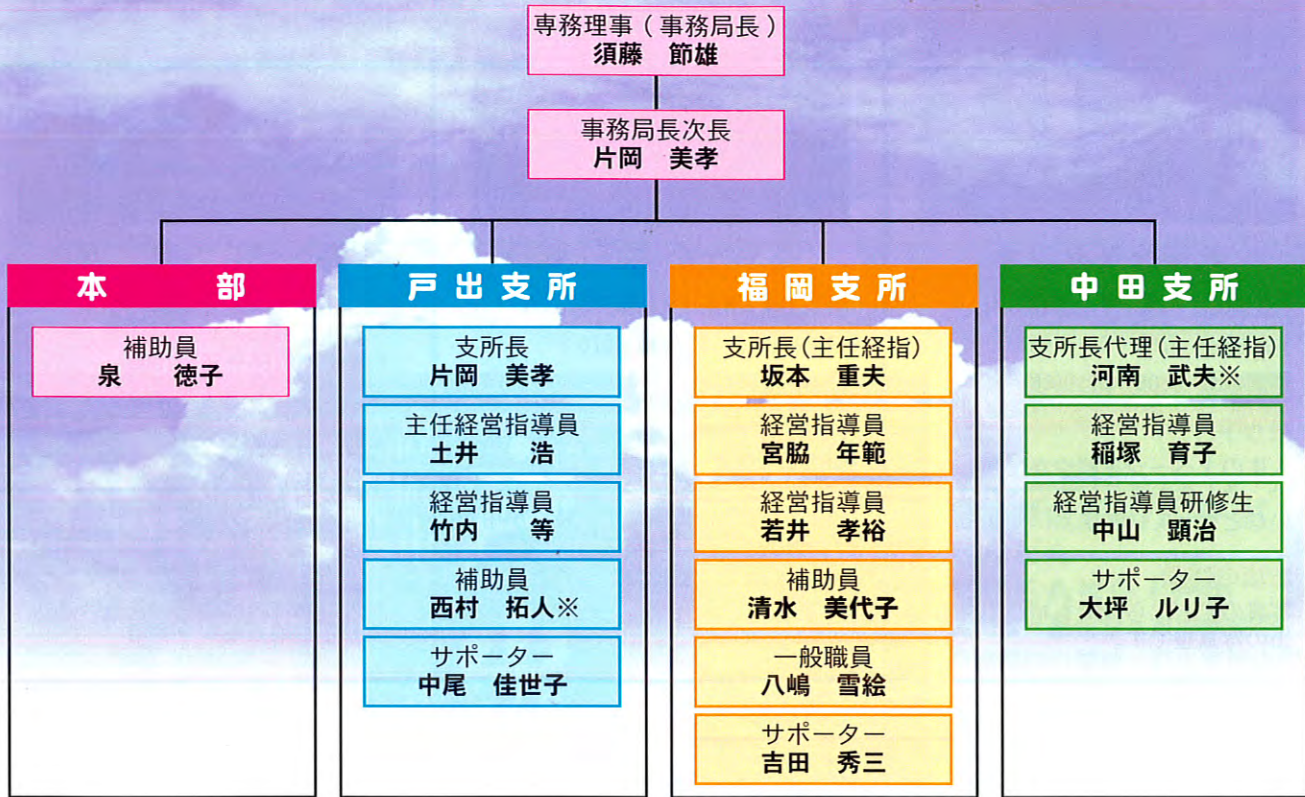 専務理事（事務局長）
須藤　節雄
事務局長次長
片岡　美孝
本　部
補助員
泉　徳子
戸出支所
支所長
片岡　美孝
主任経営指導員
土井　浩
経営指導員
竹内　等
補助員
西村　拓人※
サポーター
中尾　佳世子
福岡支所
支所長（主任経指）
坂本　重夫
経営指導員
宮脇　年範
経営指導員
若井　孝裕
補助員
清水　美代子
一般職員
八嶋　雪絵
サポーター
吉田　秀三
中田支所
支所長代理（主任経指）
河南　武夫※
経営指導員
稲塚　育子
経営指導員研修生
中山　顕治
サポーター
大坪　ルリ子